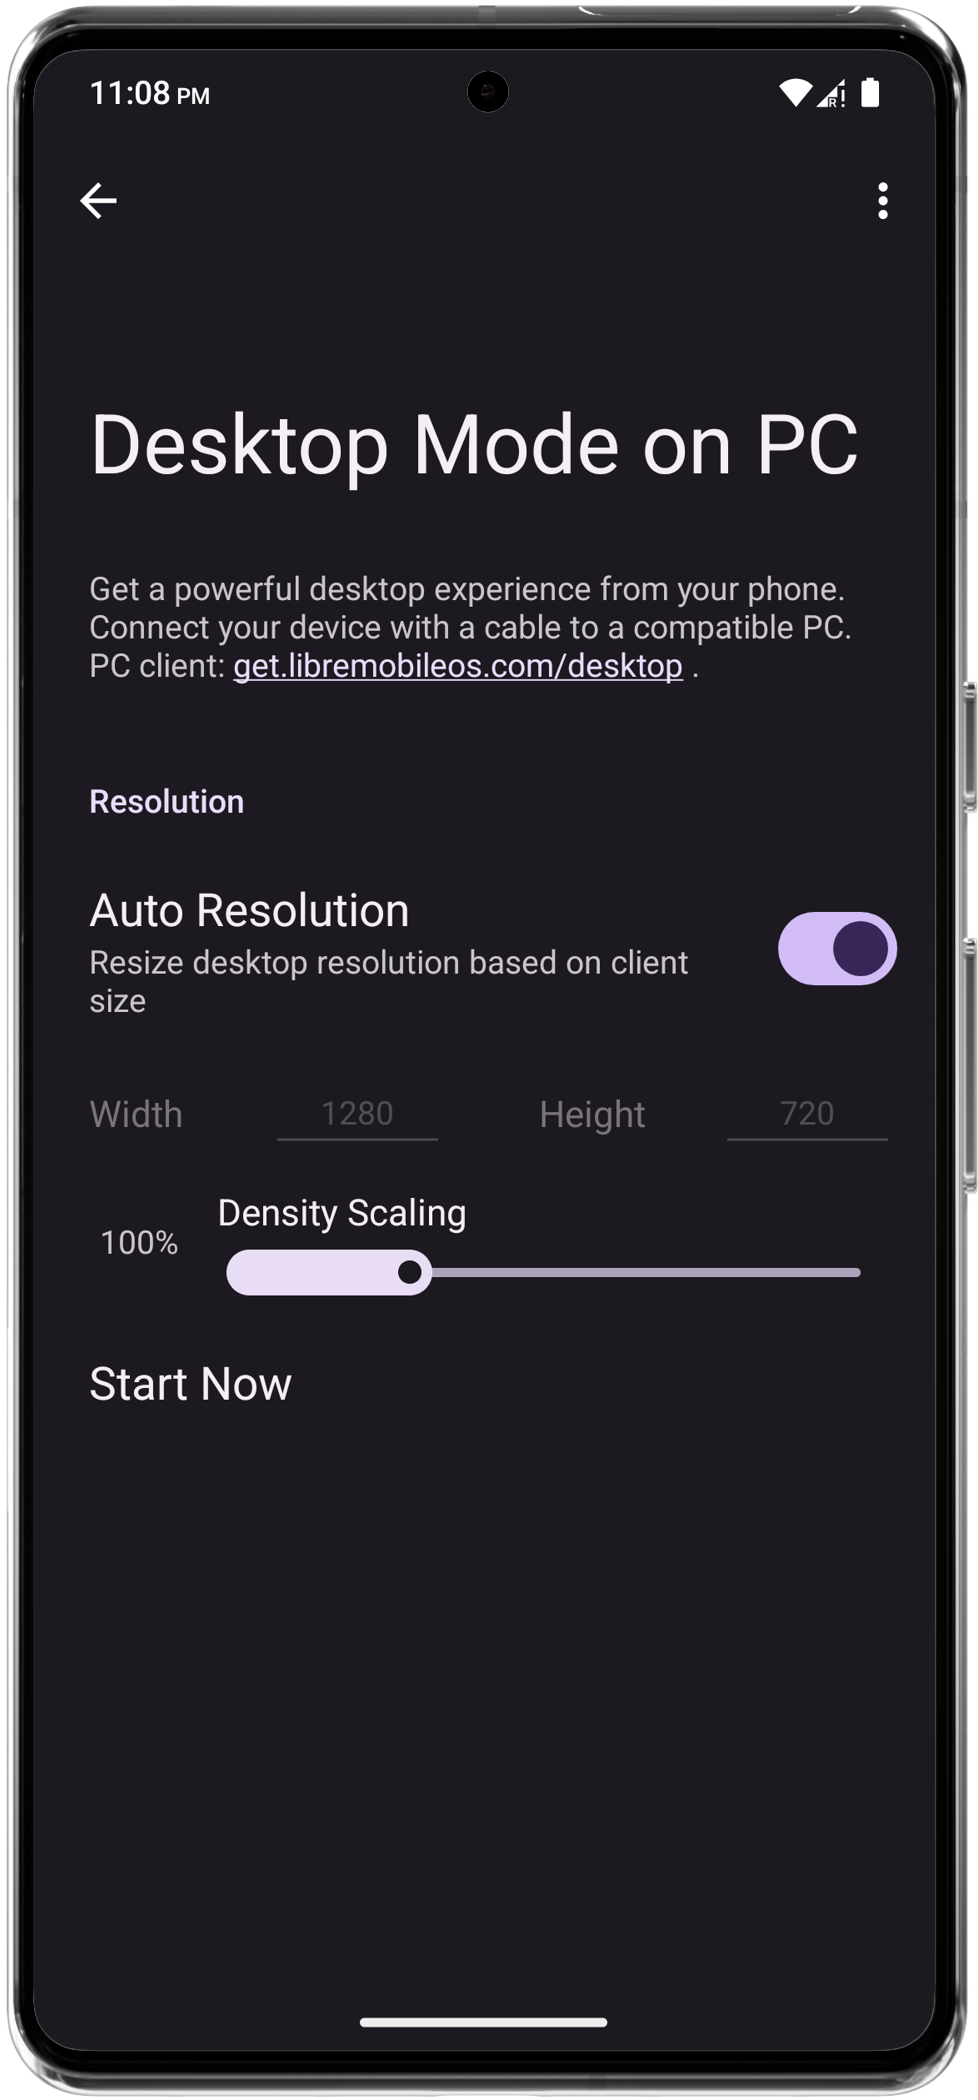 11:08 PM
R
Desktop Mode on PC
Get a powerful desktop experience from your phone.
Connect your device with a cable to a compatible PC.
PC client: get.libremobileos.com/desktop .
Resolution
Auto Resolution
Resize desktop resolution based on client
size
Width 1280 Height 720
Density Scaling
100%
Start Now